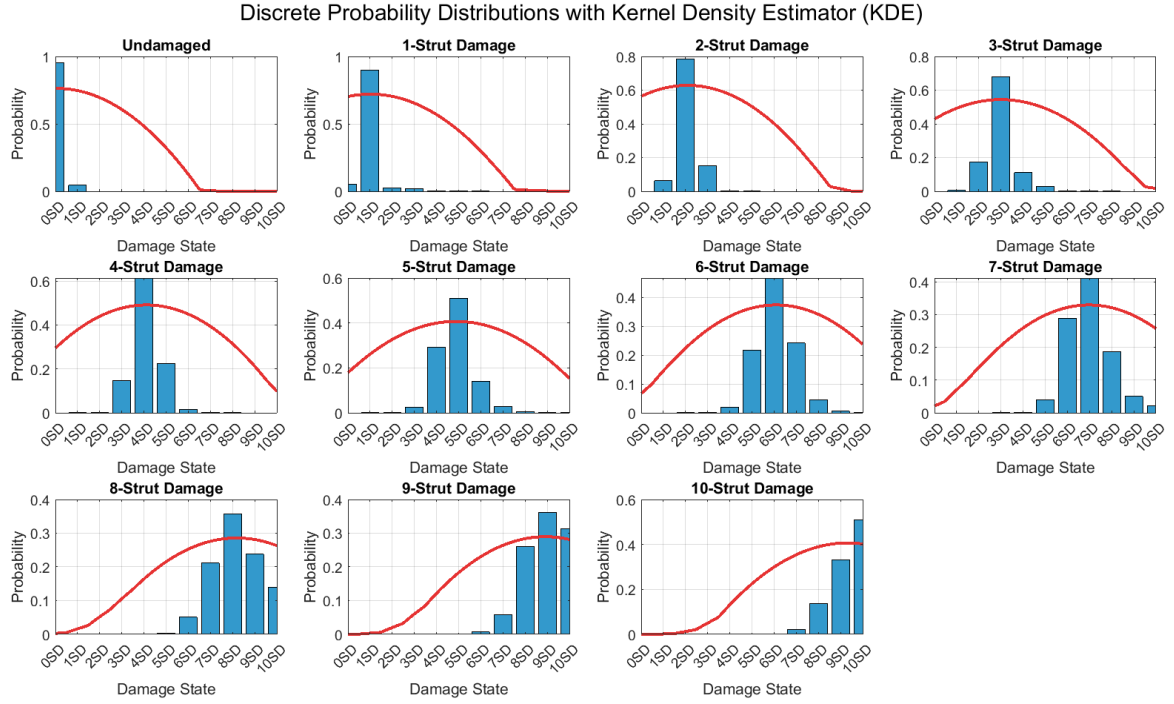 Discrete Probability Distributions with Kernel Density Estimator (KDE)
Undamaged
Probability
1
0.5
0
0SD 1SD 2SD 3SD 4SD 5SD 6SD 7SD 8SD 9SD 10SD
Damage State
1-Strut Damage
Probability
1
0.5
0
0SD 1SD 2SD 3SD 4SD 5SD 6SD 7SD 8SD 9SD 10SD
Damage State
2-Strut Damage
Probability
0.8
0.6
0.4
0.2
0
0SD 1SD 2SD 3SD 4SD 5SD 6SD 7SD 8SD 9SD 10SD
Damage State
3-Strut Damage
Probability
0.8
0.6
0.4
0.2
0
0SD 1SD 2SD 3SD 4SD 5SD 6SD 7SD 8SD 9SD 10SD
Damage State
4-Strut Damage
Probability
0.6
0.4
0.2
0
0SD 1SD 2SD 3SD 4SD 5SD 6SD 7SD 8SD 9SD 10SD
Damage State
5-Strut Damage
Probability
0.6
0.4
0.2
0
0SD 1SD 2SD 3SD 4SD 5SD 6SD 7SD 8SD 9SD 10SD
Damage State
6-Strut Damage
Probability
0.4
0.3
0.2
0.1
0
0SD 1SD 2SD 3SD 4SD 5SD 6SD 7SD 8SD 9SD 10SD
Damage State
7-Strut Damage
Probability
0.4
0.3
0.2
0.1
0
0SD 1SD 2SD 3SD 4SD 5SD 6SD 7SD 8SD 9SD 10SD
Damage State
8-Strut Damage
Probability
0.4
0.3
0.2
0.1
0
0SD 1SD 2SD 3SD 4SD 5SD 6SD 7SD 8SD 9SD 10SD
Damage State
9-Strut Damage
Probability
0.4
0.3
0.2
0.1
0
0SD 1SD 2SD 3SD 4SD 5SD 6SD 7SD 8SD 9SD 10SD
Damage State
10-Strut Damage
Probability
0.6
0.4
0.2
0
0SD 1SD 2SD 3SD 4SD 5SD 6SD 7SD 8SD 9SD 10SD
Damage State